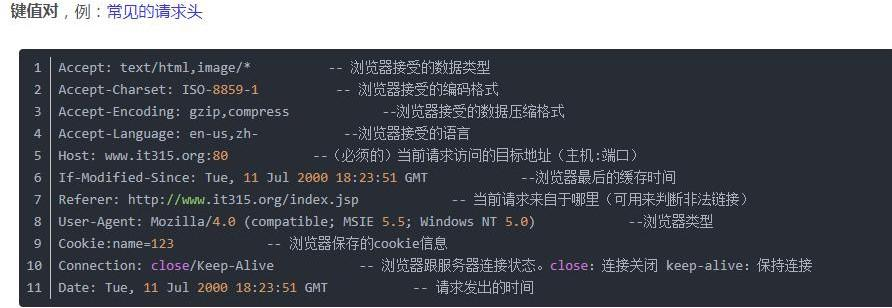 键值对，例：常见的请求头
1 Accept: text/html,image/* -- 浏览器接受的数据类型
2 Accept-Charset: ISO-8859-1 -- 浏览器接受的编码格式
3 Accept-Encoding: gzip,compress --浏览器接受的数据压缩格式
4 Accept-Language: en-us,zh- --浏览器接受的语言
5 Host: www.it315.org:80 --（必须的）当前请求访问的目标地址（主机:端口）
6 If-Modified-Since: Tue, 11 Jul 2000 18:23:51 GMT --浏览器最后的缓存时间
7 Referer: http://www.it315.org/index.jsp -- 当前请求来自于哪里（可用来判断非法链接）
8 User-Agent: Mozilla/4.0 (compatible; MSIE 5.5; Windows NT 5.0) --浏览器类型
9 Cookie:name=123 -- 浏览器保存的cookie信息
10 Connection: close/Keep-Alive -- 浏览器跟服务器连接状态。close: 连接关闭 keep-alive: 保持连接
11 Date: Tue, 11 Jul 2000 18:23:51 GMT -- 请求发出的时间